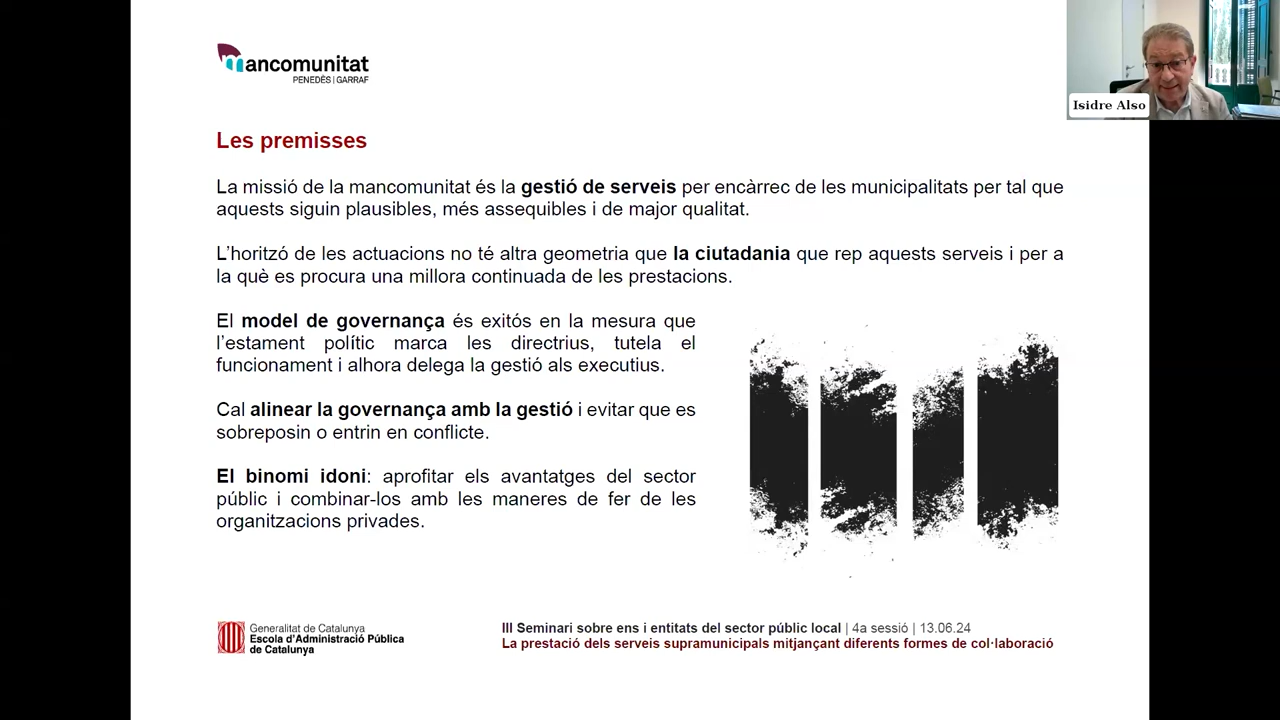 mancomunitat
PENEDÈS | GARRAF
Isidre Also
Les premisses
La missió de la mancomunitat és la gestió de serveis per encàrrec de les municipalitats per tal que
aquests siguin plausibles, més assequibles i de major qualitat.
L’horitzó de les actuacions no té altra geometria que la ciutadania que rep aquests serveis i per a
la què es procura una millora continuada de les prestacions.
El model de governança és exitós en la mesura que
l’estament polític marca les directrius, tutela el
funcionament i alhora delega la gestió als executius.
Cal alinear la governança amb la gestió i evitar que es
sobreposin o entrin en conflicte.
El binomi idoni: aprofitar els avantatges del sector
públic i combinar-los amb les maneres de fer de les
organitzacions privades.
Generalitat de Catalunya
Escola d’Administració Pública
de Catalunya
III Seminari sobre ens i entitats del sector públic local | 4a sessió | 13.06.24
La prestació dels serveis supramunicipals mitjançant diferents formes de col·laboració